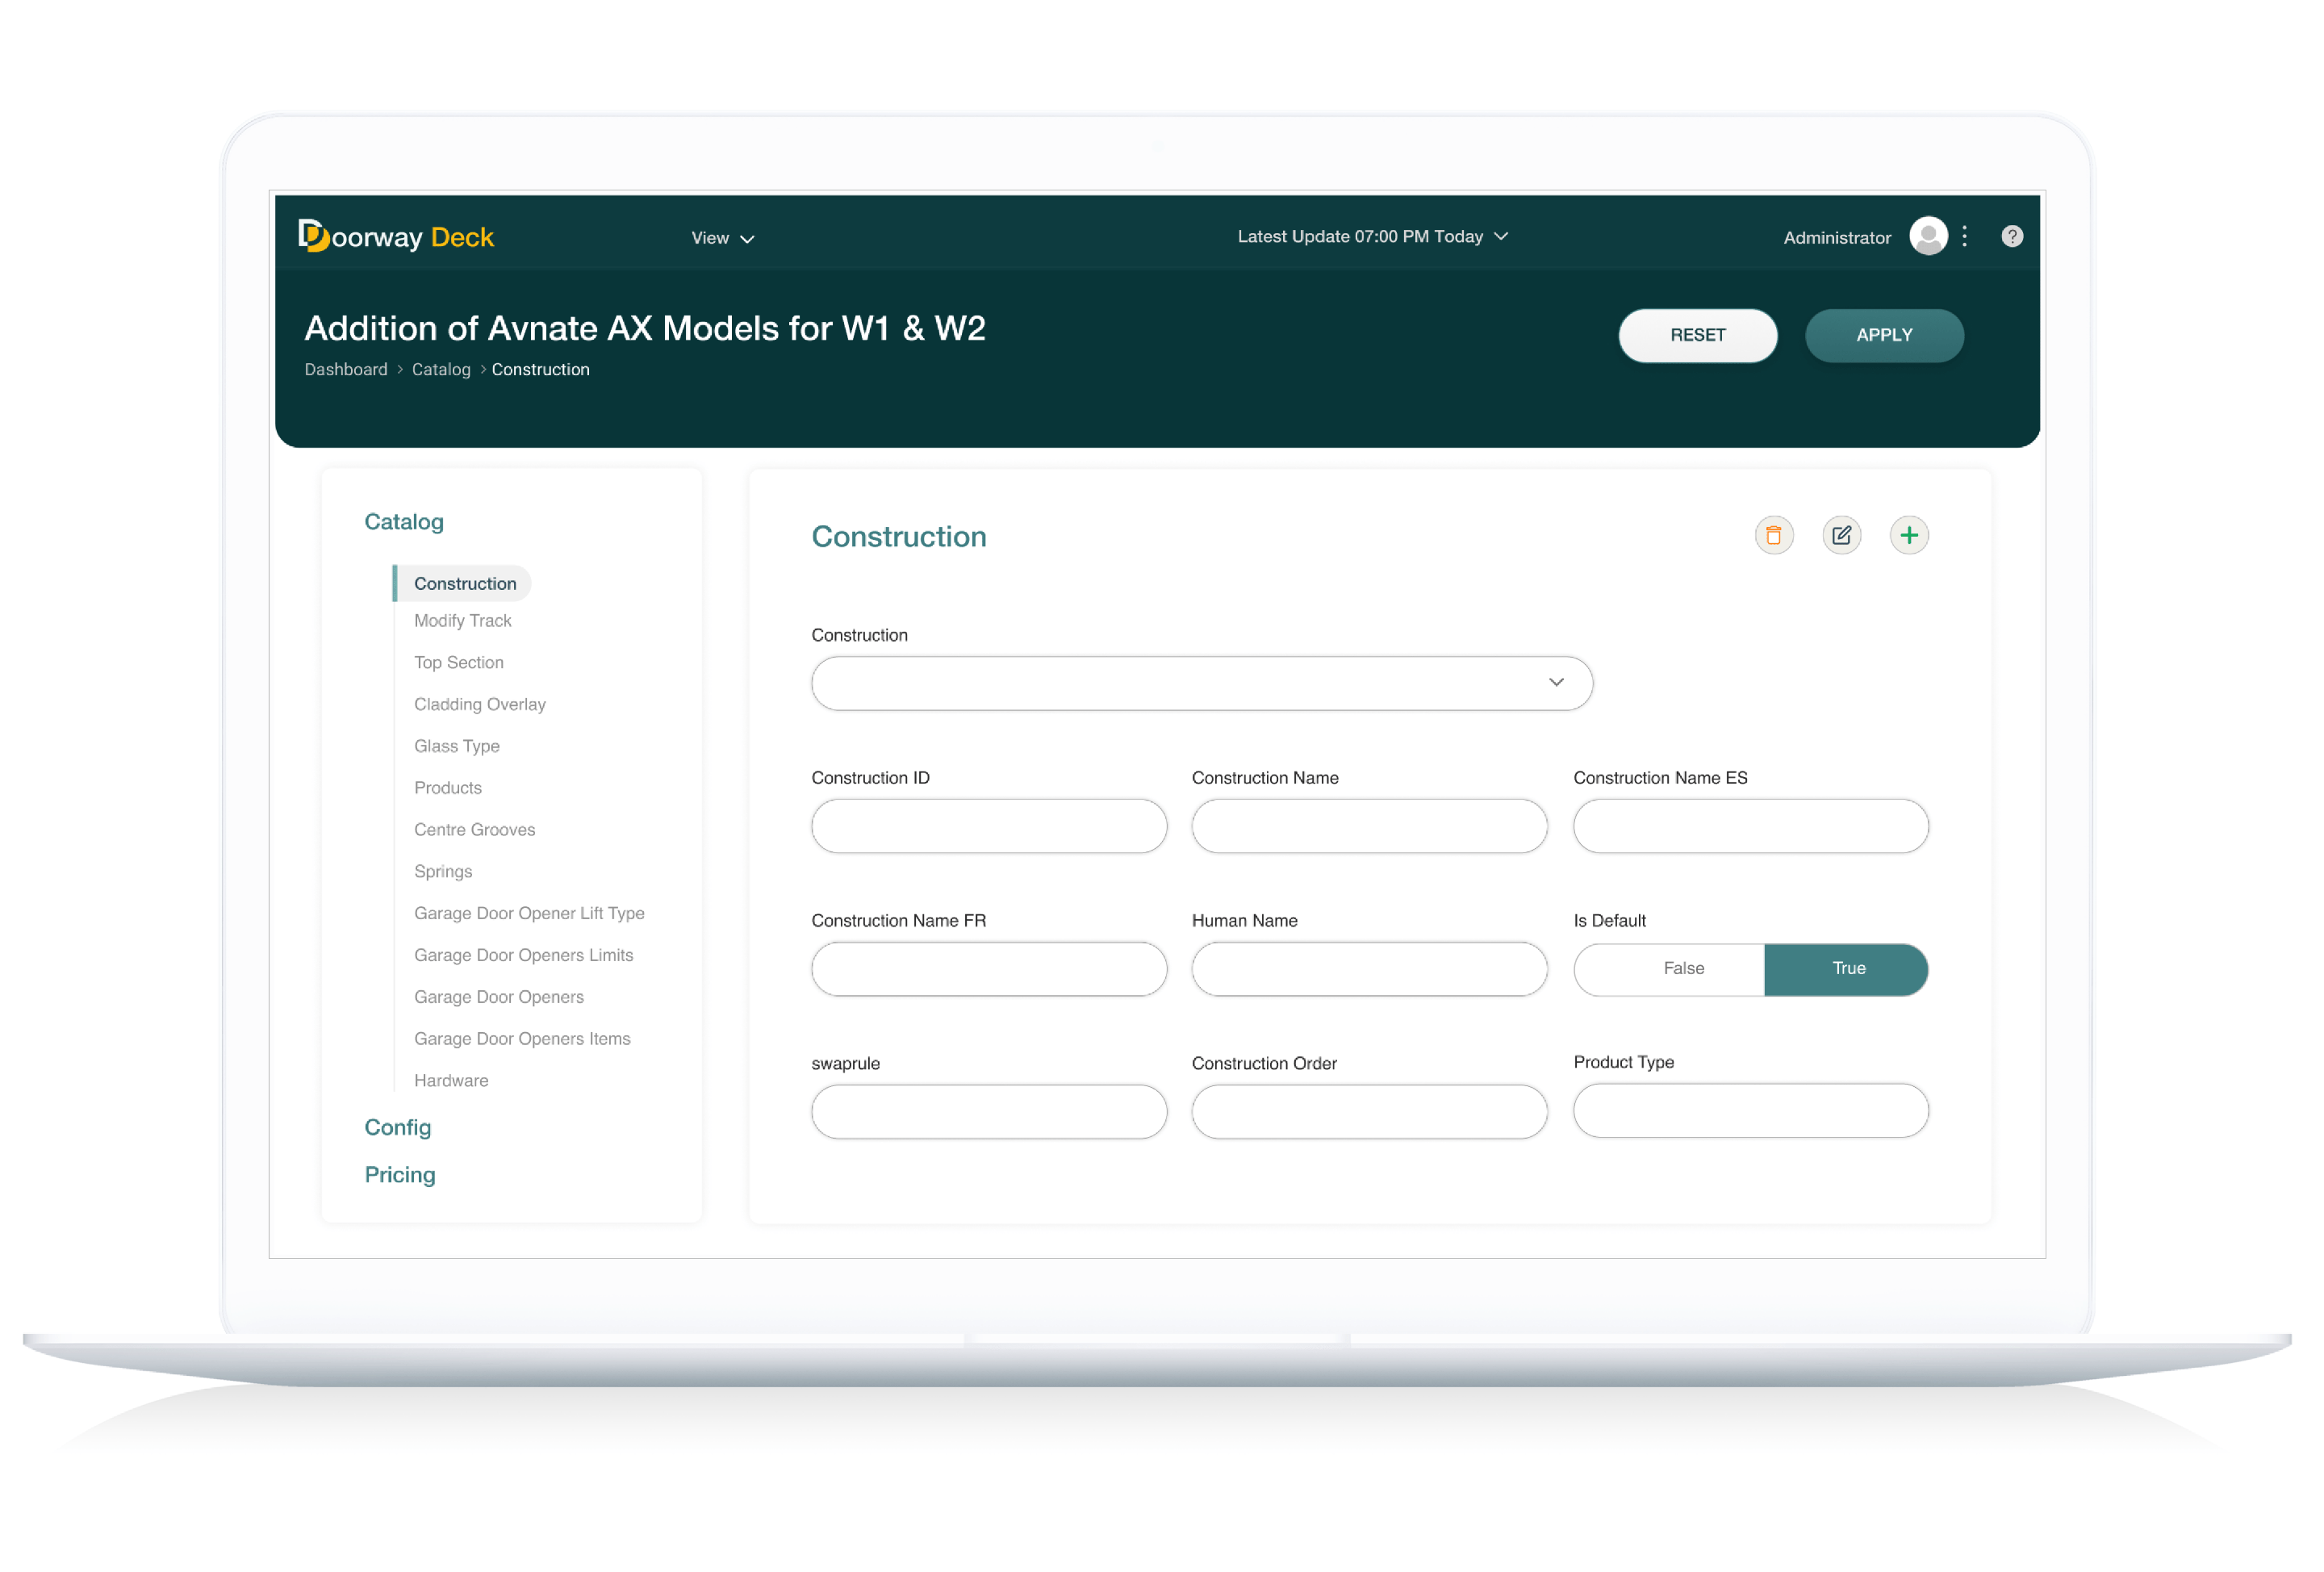 Doorway Deck
View
Latest Update 07:00 PM Today
Administrator
?
Addition of Avnate AX Models for W1 & W2
RESET
APPLY
Dashboard > Catalog > Construction
Catalog
Construction
Modify Track
Top Section
Cladding Overlay
Glass Type
Products
Centre Grooves
Springs
Garage Door Opener Lift Type
Garage Door Openers Limits
Garage Door Openers
Garage Door Openers Items
Hardware
Config
Pricing
Construction
Construction
Construction ID
Construction Name
Construction Name ES
Construction Name FR
Human Name
Is Default
False
True
swaprule
Construction Order
Product Type